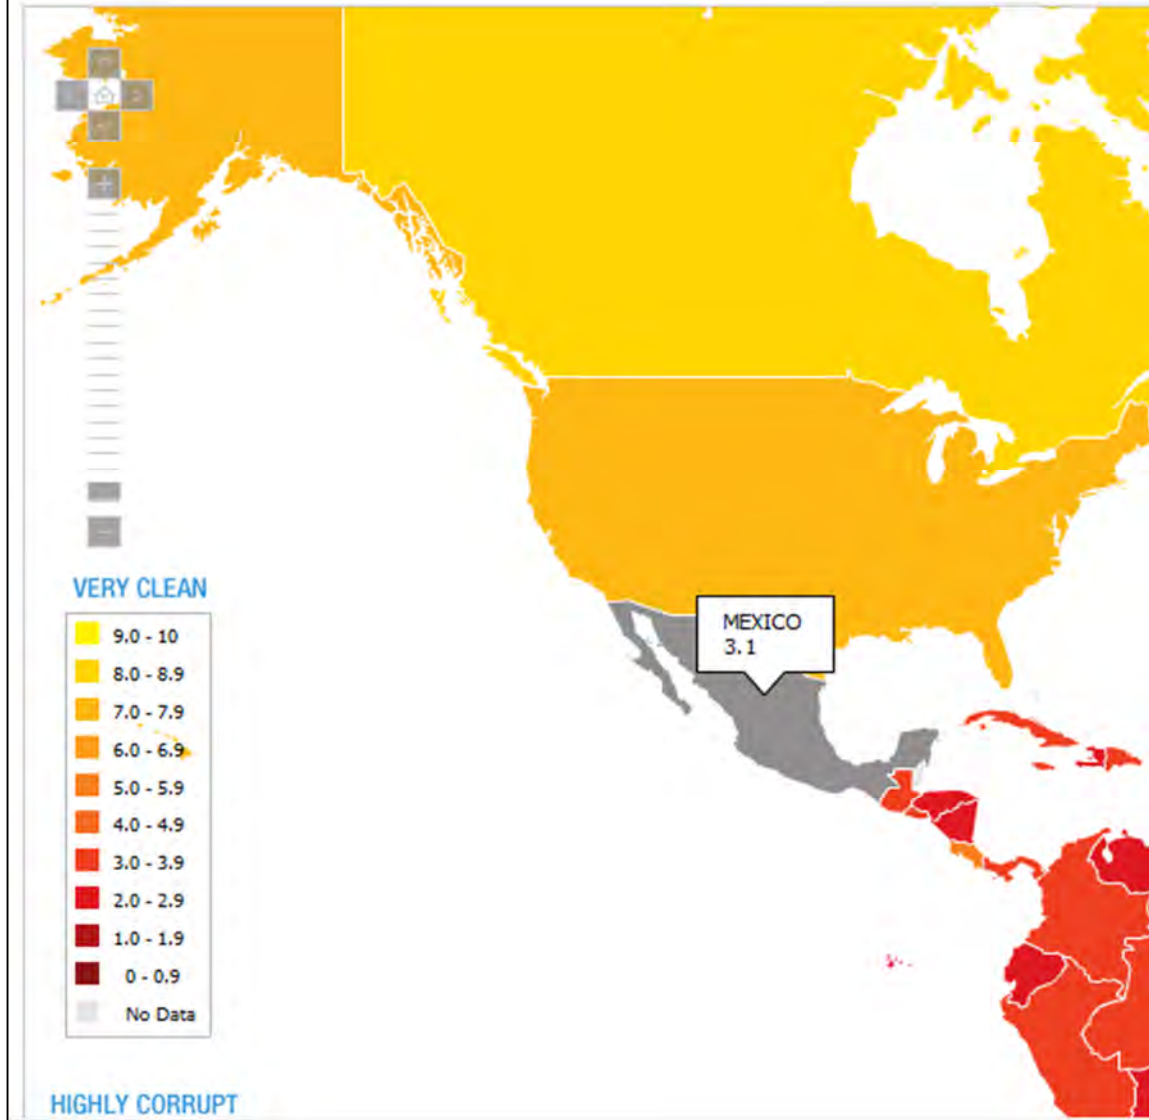 VERY CLEAN
9.0 - 10
8.0 - 8.9
7.0 - 7.9
6.0 - 6.9
5.0 - 5.9
4.0 - 4.9
3.0 - 3.9
2.0 - 2.9
1.0 - 1.9
0 - 0.9
No Data
HIGHLY CORRUPT
MEXICO
3.1